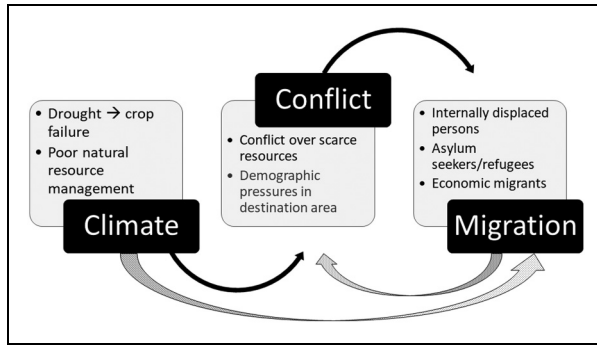 • Drought → crop
failure
• Poor natural
resource
management
Climate
Conflict
• Conflict over scarce
resources
• Demographic
pressures in
destination area
• Internally displaced
persons
• Asylum
seekers/refugees
• Economic migrants
Migration